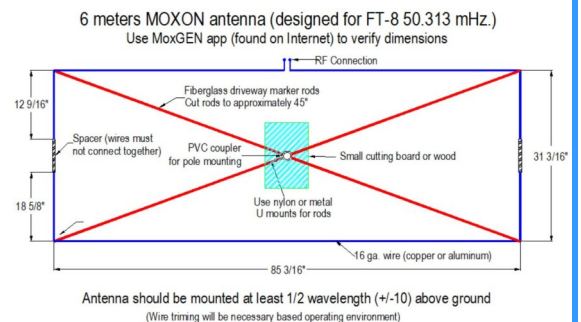 6 meters MOXON antenna (designed for FT-8 50.313 mHz.)
Use MoxGEN app (found on Internet) to verify dimensions
RF Connection
Fiberglass driveway marker rods
Cut rods to approximately 45"
12 9/16"
Spacer (wires must
not connect together)
PVC coupler
for pole mounting
Small cutting board or wood
31 3/16"
18 5/8"
Use nylon or metal
U mounts for rods
16 ga. wire (copper or aluminum)
85 3/16"
Antenna should be mounted at least 1/2 wavelength (+/-10) above ground
(Wire triming will be necessary based operating environment)